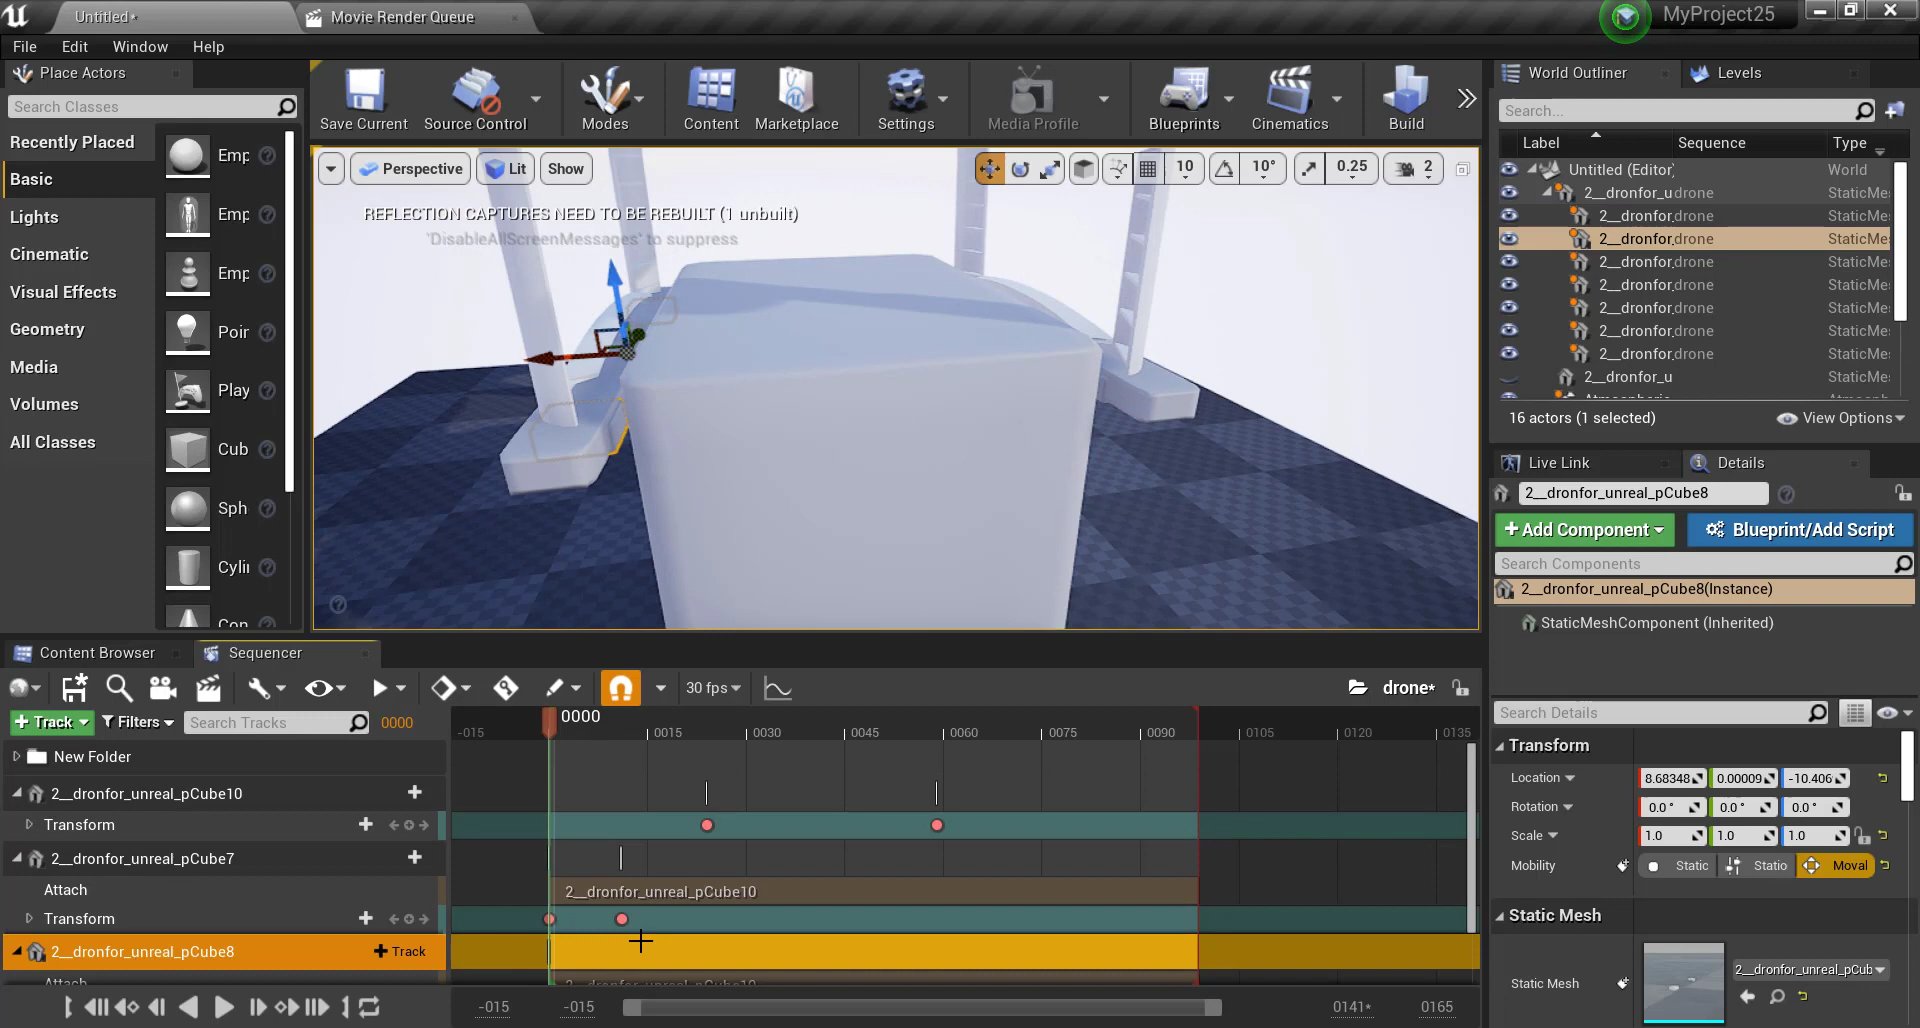 Untitled*
Movie Render Queue
MyProject25
File Edit Window Help
Place Actors
Search Classes
Recently Placed
Basic
Lights
Cinematic
Visual Effects
Geometry
Media
Volumes
All Classes
Emp
Emp
Emp
Poir
Play
Cub
Sph
Cylin
Con
Save Current
Source Control
Modes
Content
Marketplace
Settings
Media Profile
Blueprints
Cinematics
Build
Perspective
Lit
Show
10
10°
0.25
2
REFLECTION CAPTURES NEED TO BE REBUILT (1 unbuilt)
'DisableAllScreenMessages' to suppress
World Outliner
Levels
Search...
Label Sequence Type
Untitled (Editor) World
2__dronfor_u drone StaticMe
2__dronfor, drone StaticMe
2__dronfor, drone StaticMe
2__dronfor, drone StaticMe
2__dronfor, drone StaticMe
2__dronfor, drone StaticMe
2__dronfor, drone StaticMe
2__dronfor, drone StaticMe
2__dronfor_u StaticMe
16 actors (1 selected)
View Options
Live Link
Details
2__dronfor_unreal_pCube8
+Add Component
Blueprint/Add Script
Search Components
2__dronfor_unreal_pCube8(Instance)
StaticMeshComponent (Inherited)
Search Details
Transform
Location 8.68348 0.00009 -10.406
Rotation 0.0° 0.0° 0.0°
Scale 1.0 1.0 1.0
Mobility Static Statio Moval
Static Mesh
Static Mesh 2__dronfor_unreal_pCub
Content Browser
Sequencer
30 fps
drone*
+ Track
Filters
Search Tracks
0000
0000
-015 0015 0030 0045 0060 0075 0090 0105 0120 0135
New Folder
2__dronfor_unreal_pCube10
Transform
2__dronfor_unreal_pCube7
Attach
2__dronfor_unreal_pCube10
Transform
2__dronfor_unreal_pCube8
+ Track
Attach
2__dronfor_unreal_pCube10
-015 -015 0141* 0165